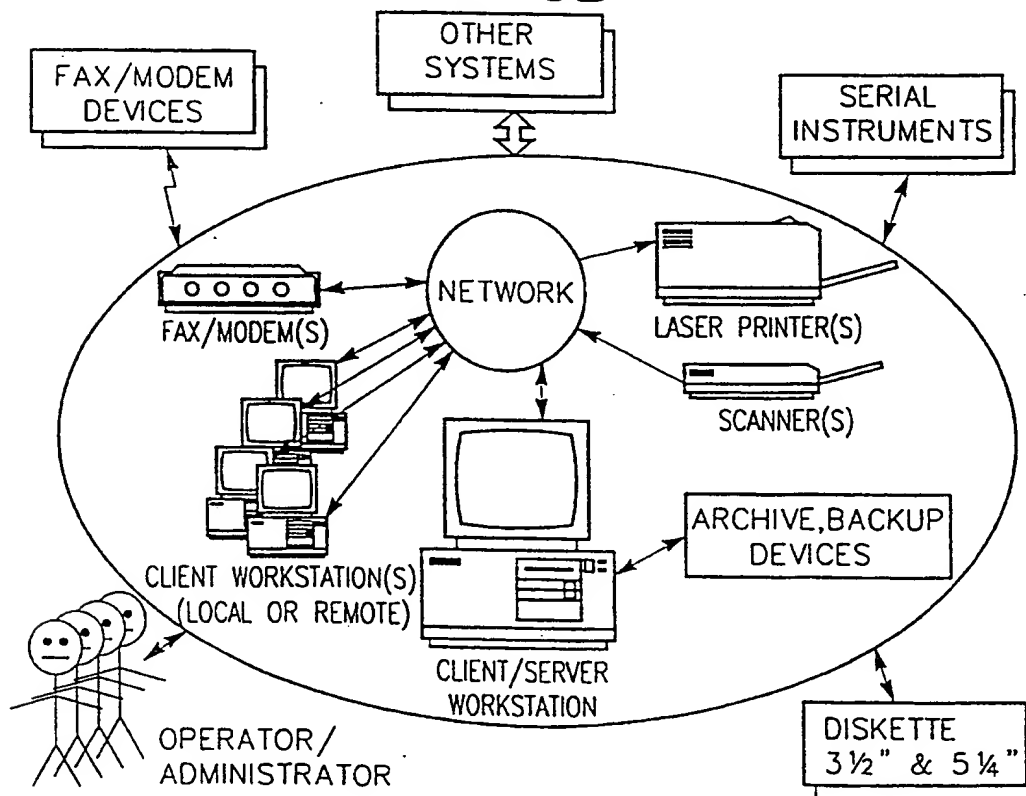 OTHER
SYSTEMS
FAX/MODEM
DEVICES
SERIAL
INSTRUMENTS
NETWORK
FAX/MODEM(S)
LASER PRINTER(S)
SCANNER(S)
ARCHIVE,BACKUP
DEVICES
CLIENT WORKSTATION(S)
(LOCAL OR REMOTE)
CLIENT/SERVER
WORKSTATION
OPERATOR/
ADMINISTRATOR
DISKETTE
3½" & 5¼"